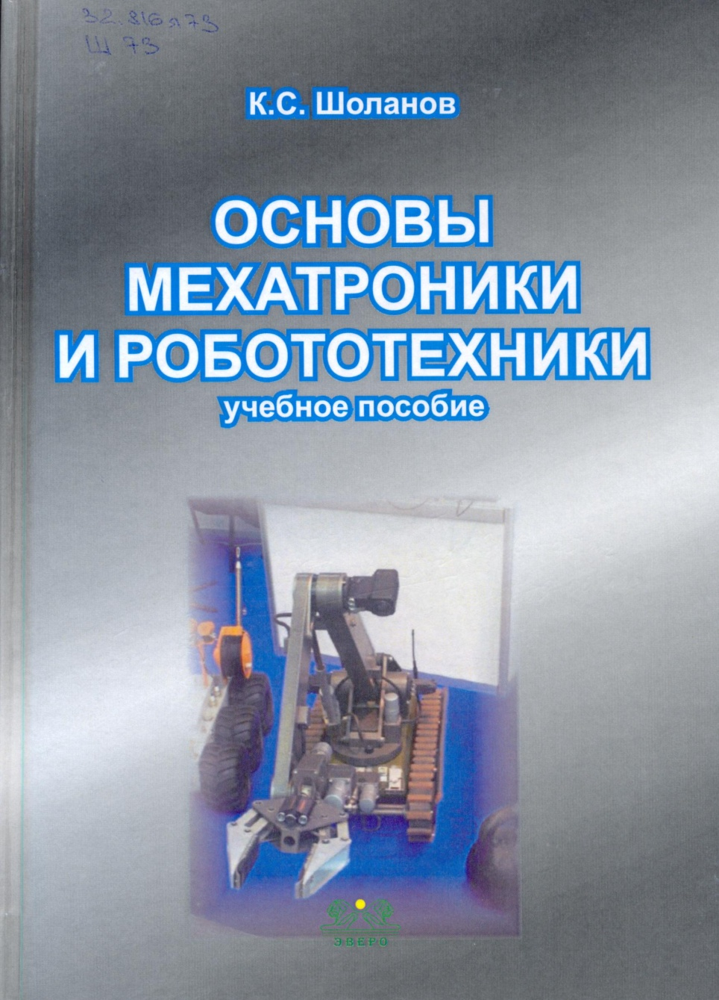 32.816я73
Ш 73
К.С. Шоланов
ОСНОВЫ
МЕХАТРОНИКИ
И РОБОТОТЕХНИКИ
учебное пособие
ЭВЕРО